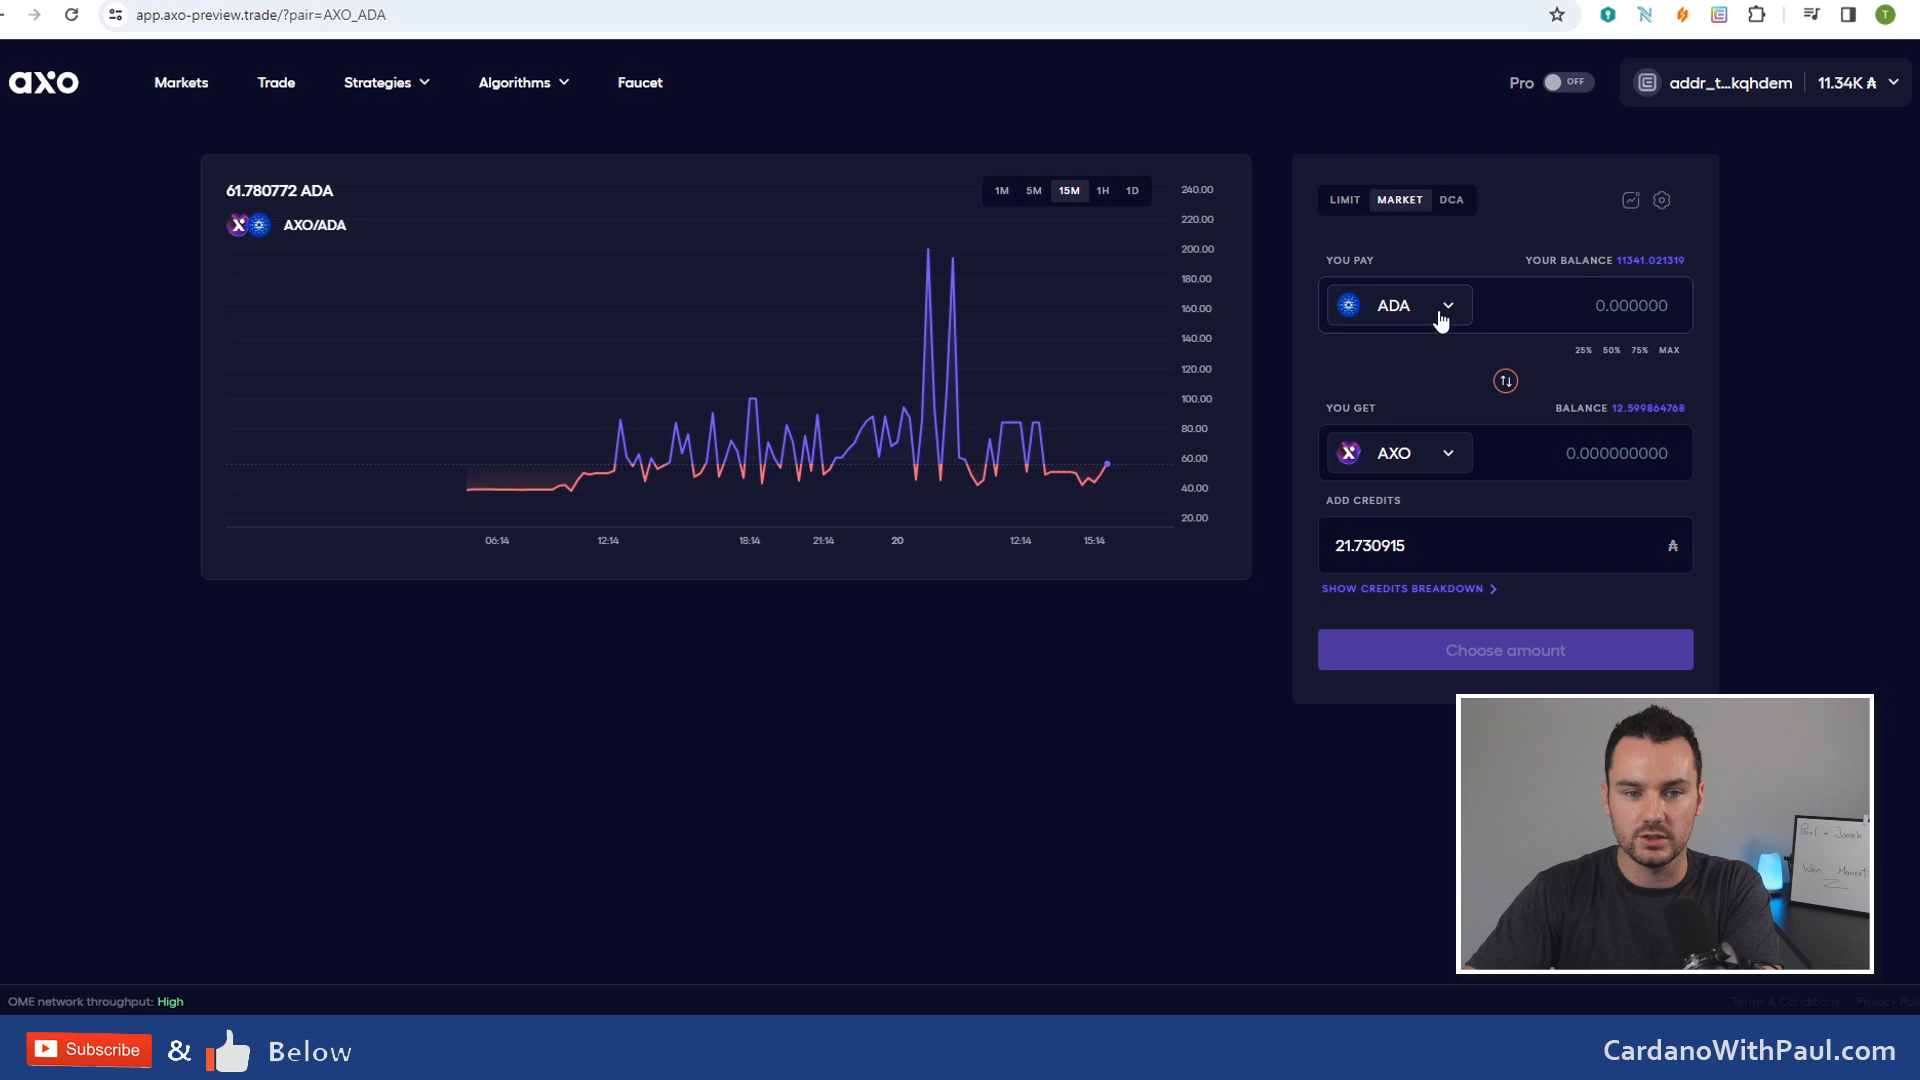 app.axo-preview.trade/?pair=AXO_ADA
T
axo
Markets
Trade
Strategies
Algorithms
Faucet
Pro
OFF
addr_t...kqhdem
11.34K ₳
61.780772 ADA
AXO/ADA
1M
5M
15M
1H
1D
240.00
220.00
200.00
180.00
160.00
140.00
120.00
100.00
80.00
60.00
40.00
20.00
06:14
12:14
18:14
21:14
20
12:14
15:14
LIMIT
MARKET
DCA
YOU PAY
YOUR BALANCE 11341.021319
ADA
0.000000
25%
50%
75%
MAX
YOU GET
BALANCE 12.599864768
AXO
0.000000000
ADD CREDITS
21.730915
₳
SHOW CREDITS BREAKDOWN
Choose amount
Paul + Josek
OME network throughput: High
Terms & Conditions
Subscribe
&
Below
CardanoWithPaul.com